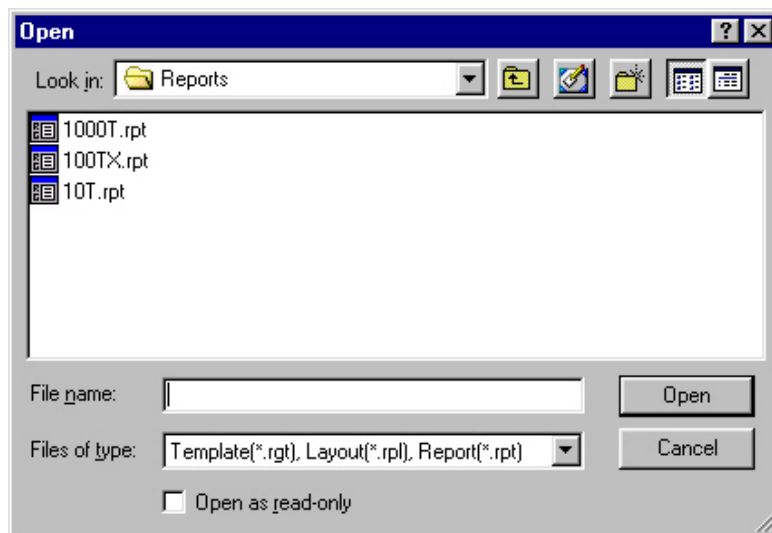 Open
Look in: Reports
1000T.rpt
100TX.rpt
10T.rpt
File name: Open
Files of type: Template(*.rgt), Layout(*.rpl), Report(*.rpt) Cancel
Open as read-only